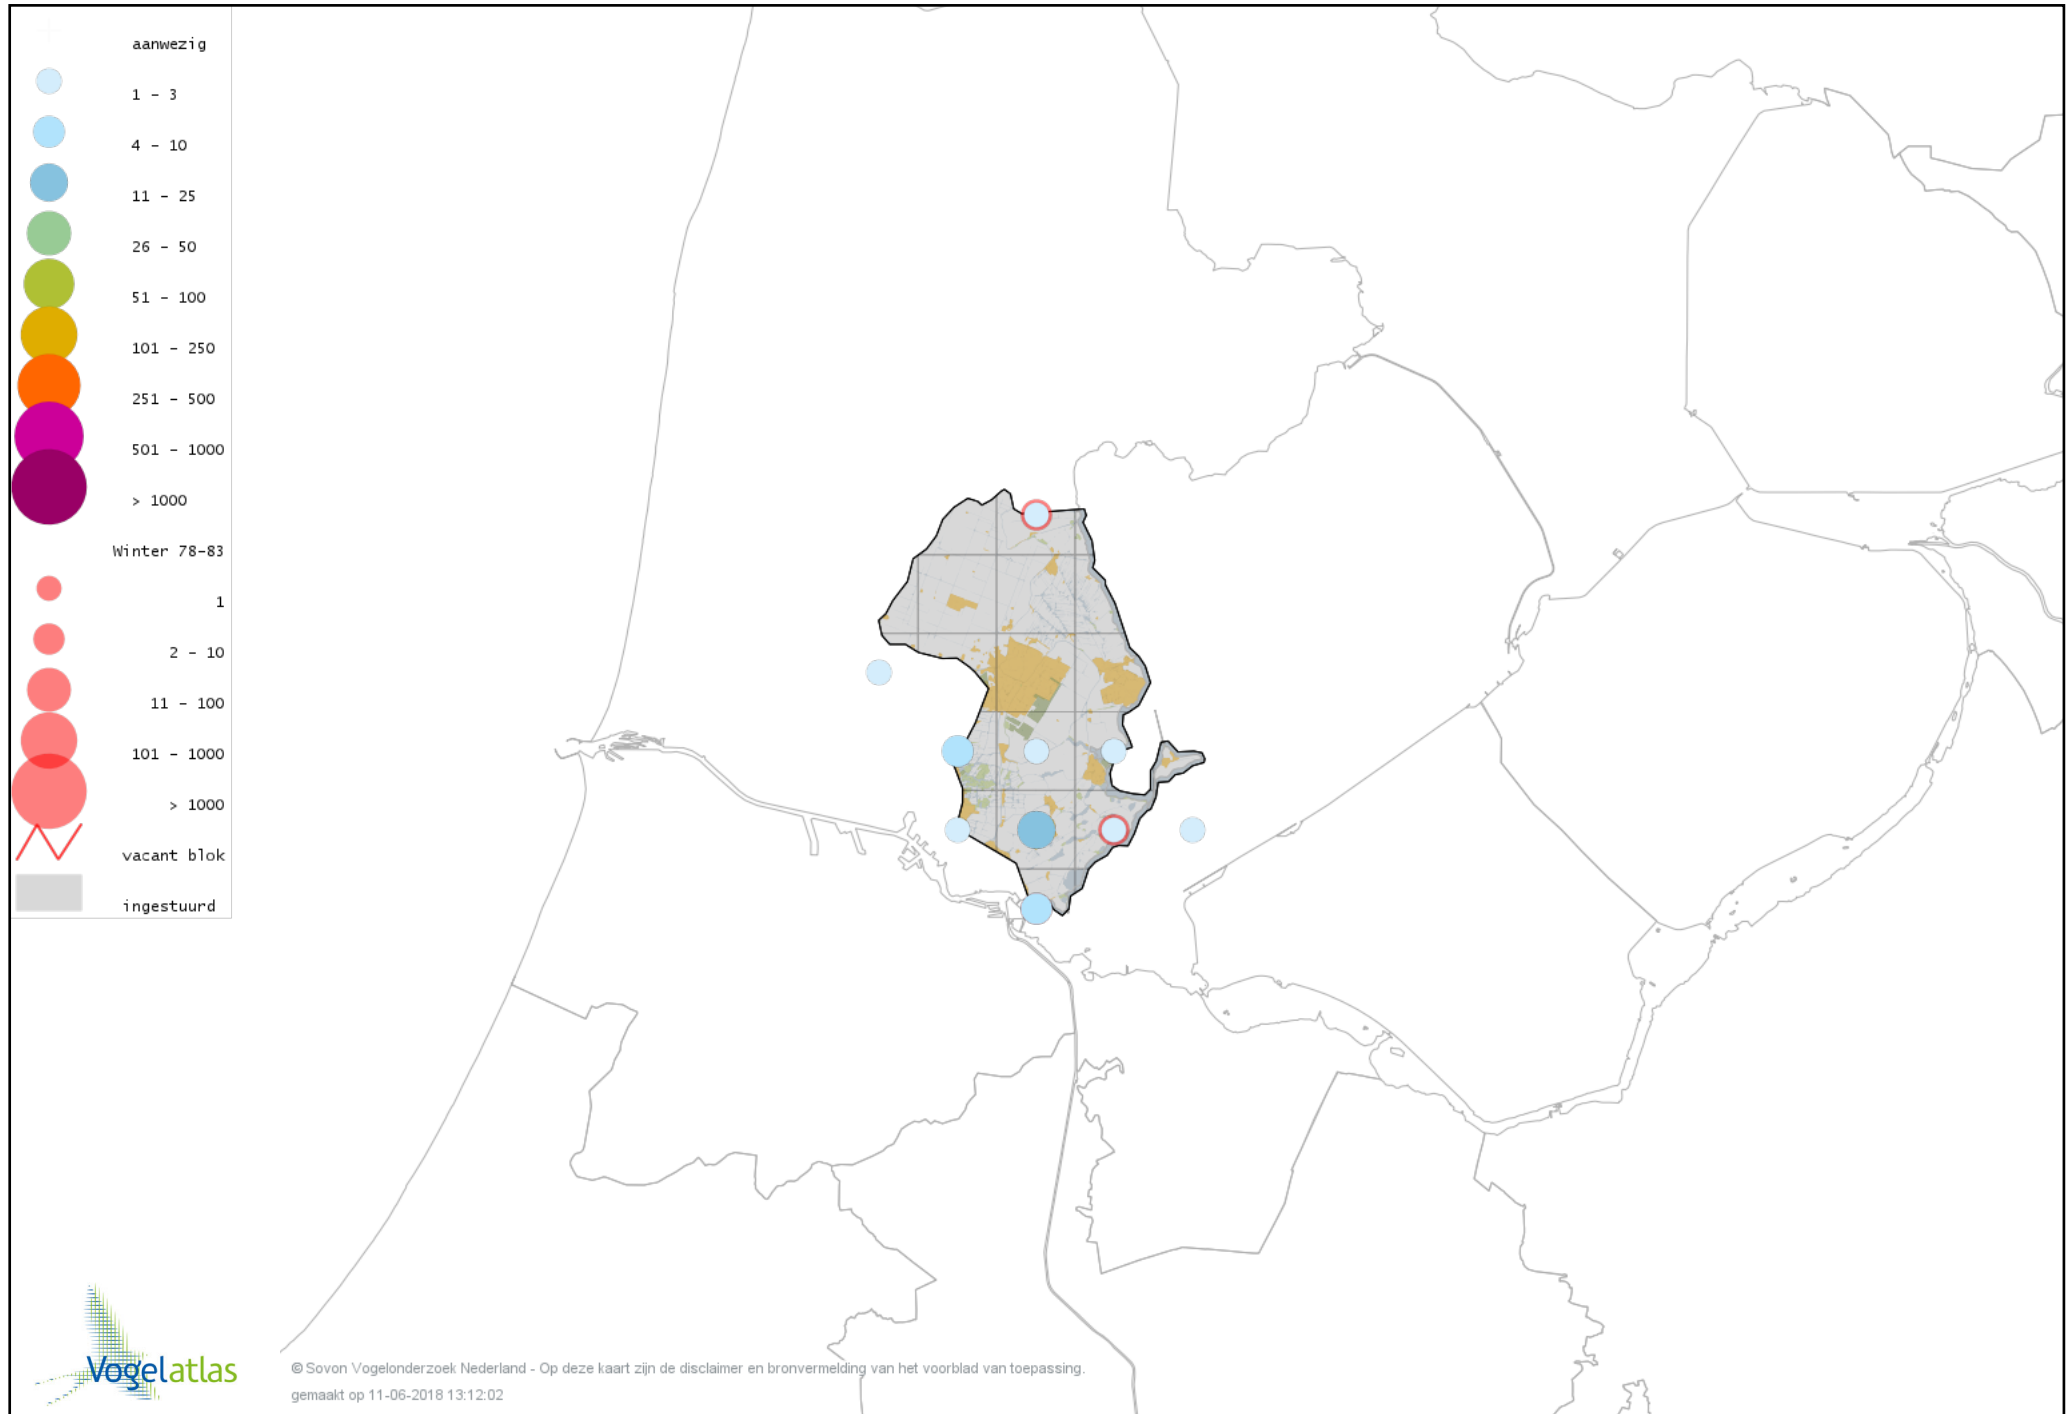 aanwezig
1 - 3
4 - 10
11 - 25
26 - 50
51 - 100
101 - 250
251 - 500
501 - 1000
> 1000
Winter 78-83
1
2 - 10
11 - 100
101 - 1000
> 1000
vacant blok
ingestuurd
Vogelatlas
© Sovon Vogelonderzoek Nederland - Op deze kaart zijn de disclaimer en bronvermelding van het voorblad van toepassing.
gemaakt op 11-06-2018 13:12:02